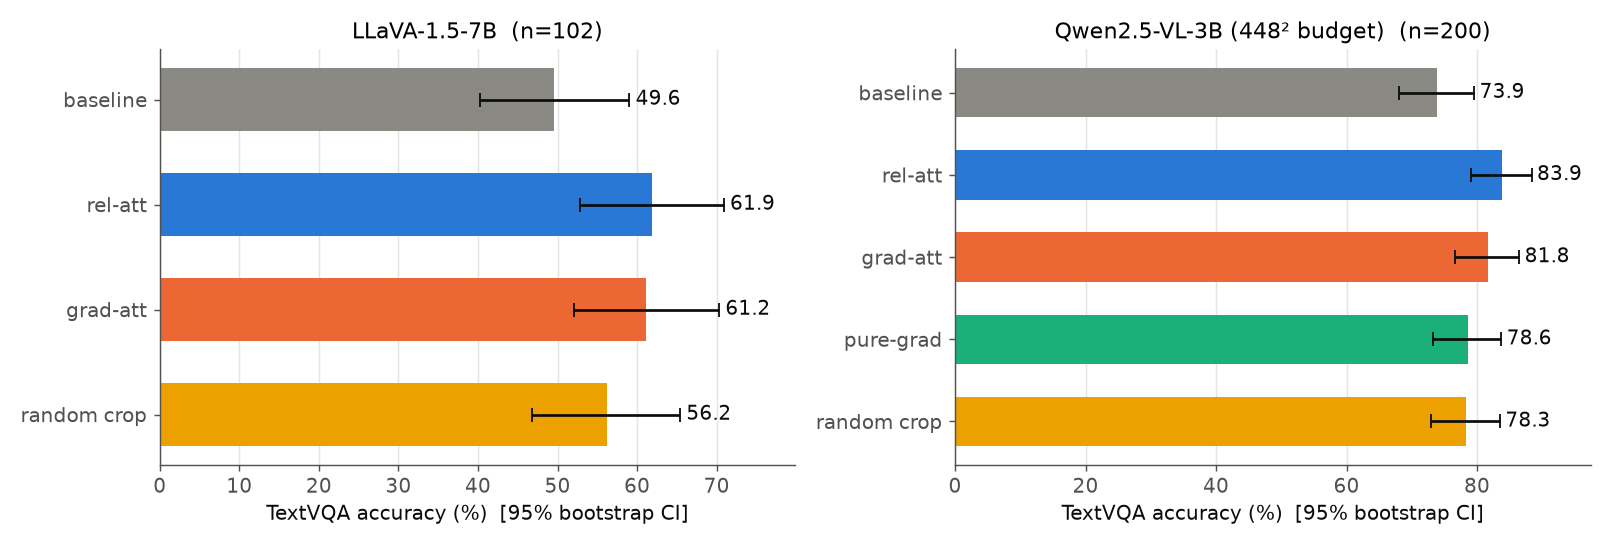 LLaVA-1.5-7B (n=102)
baseline 49.6
rel-att 61.9
grad-att 61.2
random crop 56.2
0 10 20 30 40 50 60 70
TextVQA accuracy (%) [95% bootstrap CI]
Qwen2.5-VL-3B (448² budget) (n=200)
baseline 73.9
rel-att 83.9
grad-att 81.8
pure-grad 78.6
random crop 78.3
0 20 40 60 80
TextVQA accuracy (%) [95% bootstrap CI]